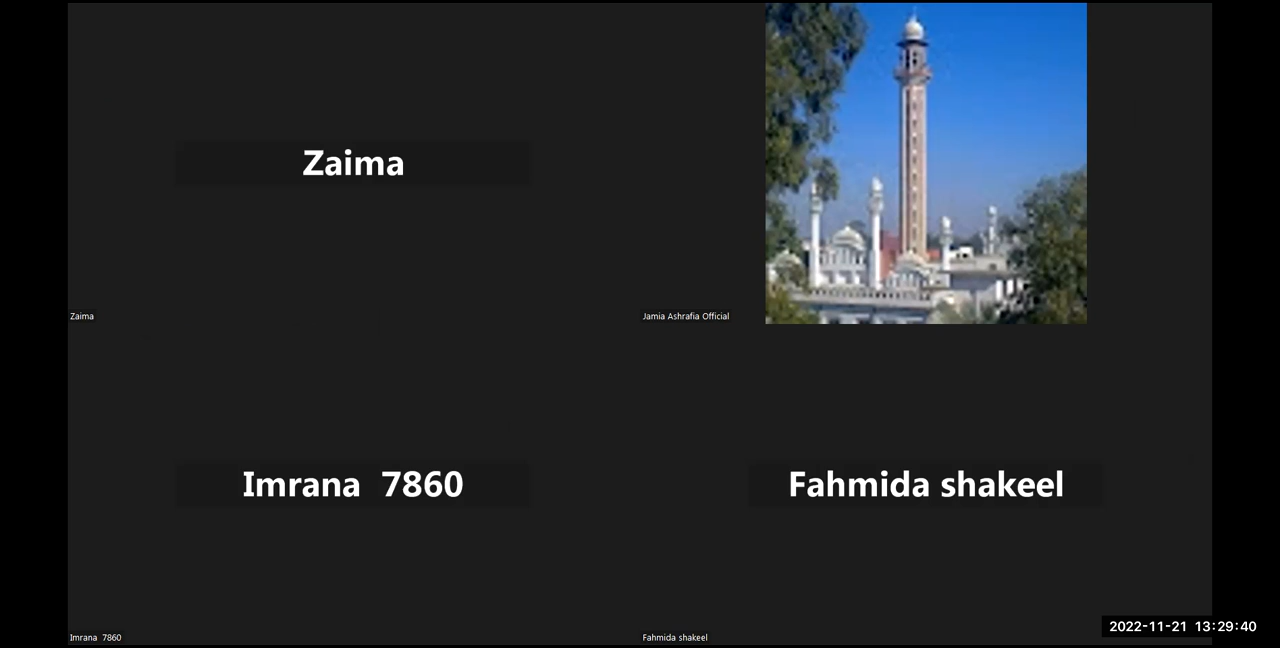 Zaima
Zaima
Jamia Ashrafia Official
Imrana 7860
Fahmida shakeel
Imrana 7860
Fahmida shakeel
2022-11-21 13:29:40